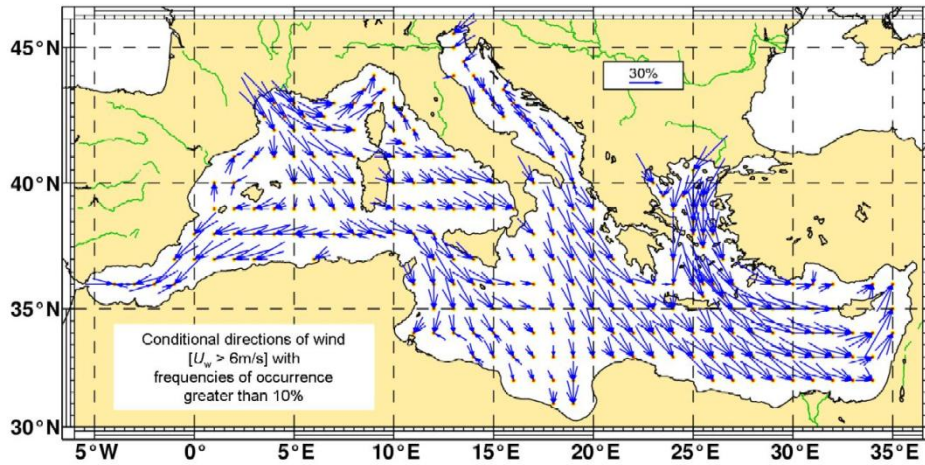 45°N
40°N
35°N
30°N
30%
Conditional directions of wind
[Uw > 6m/s] with
frequencies of occurrence
greater than 10%
5°W 0° 5°E 10°E 15°E 20°E 25°E 30°E 35°E